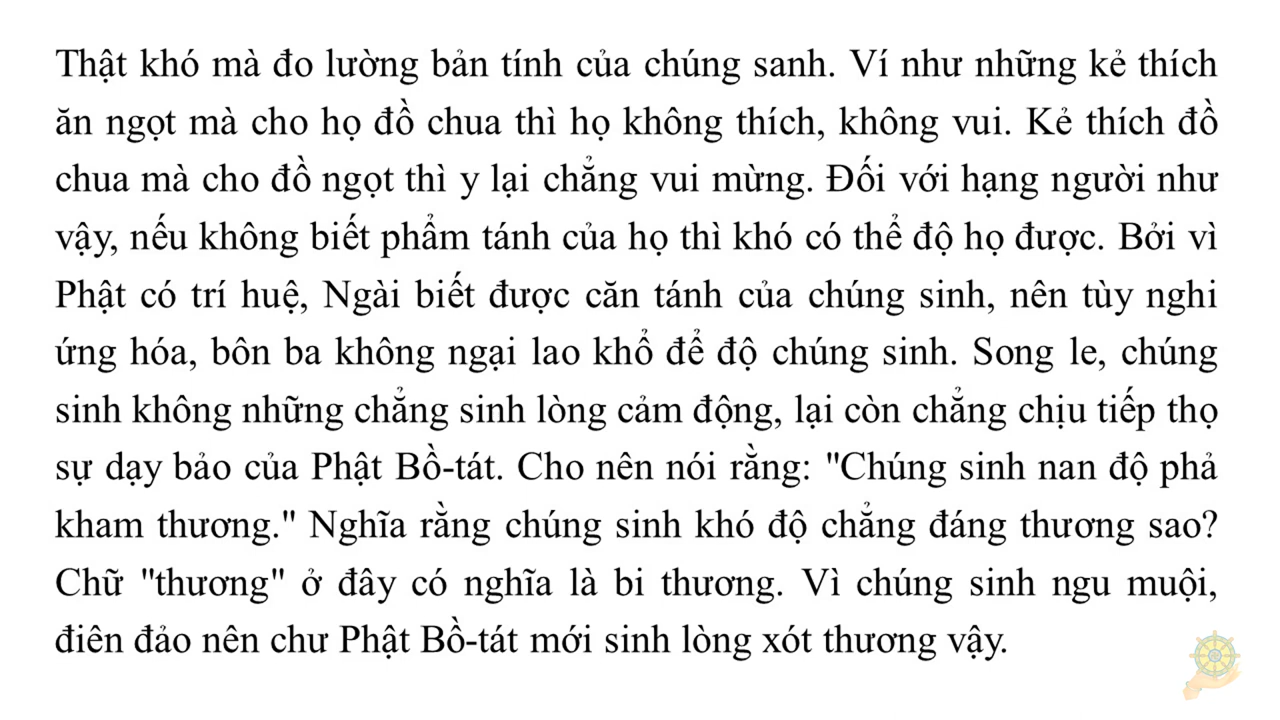 Thật khó mà đo lường bản tính của chúng sanh. Ví như những kẻ thích
ăn ngọt mà cho họ đồ chua thì họ không thích, không vui. Kẻ thích đồ
chua mà cho đồ ngọt thì y lại chẳng vui mừng. Đối với hạng người như
vậy, nếu không biết phẩm tánh của họ thì khó có thể độ họ được. Bởi vì
Phật có trí huệ, Ngài biết được căn tánh của chúng sinh, nên tùy nghi
ứng hóa, bôn ba không ngại lao khổ để độ chúng sinh. Song le, chúng
sinh không những chẳng sinh lòng cảm động, lại còn chẳng chịu tiếp thọ
sự dạy bảo của Phật Bồ-tát. Cho nên nói rằng: "Chúng sinh nan độ phả
kham thương." Nghĩa rằng chúng sinh khó độ chẳng đáng thương sao?
Chữ "thương" ở đây có nghĩa là bi thương. Vì chúng sinh ngu muội,
điên đảo nên chư Phật Bồ-tát mới sinh lòng xót thương vậy.